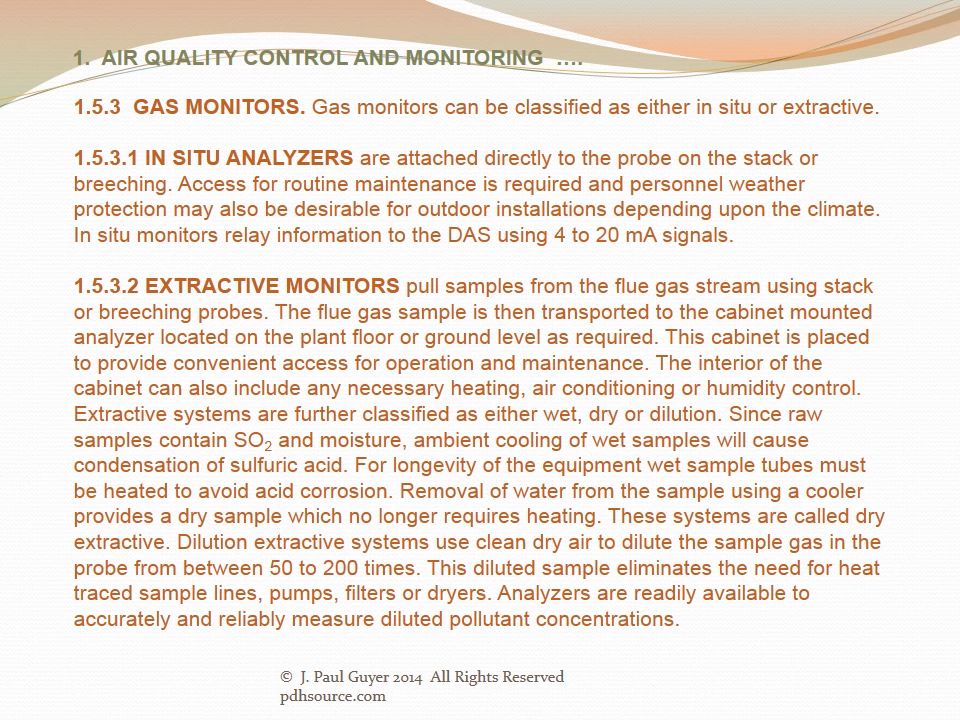 1.  AIR QUALITY CONTROL AND MONITORING  ….
1.5.3  GAS MONITORS. Gas monitors can be classified as either in situ or extractive.
1.5.3.1 IN SITU ANALYZERS are attached directly to the probe on the stack or
breeching. Access for routine maintenance is required and personnel weather
protection may also be desirable for outdoor installations depending upon the climate.
In situ monitors relay information to the DAS using 4 to 20 mA signals.
1.5.3.2 EXTRACTIVE MONITORS pull samples from the flue gas stream using stack
or breeching probes. The flue gas sample is then transported to the cabinet mounted
analyzer located on the plant floor or ground level as required. This cabinet is placed
to provide convenient access for operation and maintenance. The interior of the
cabinet can also include any necessary heating, air conditioning or humidity control.
Extractive systems are further classified as either wet, dry or dilution. Since raw
samples contain SO₂ and moisture, ambient cooling of wet samples will cause
condensation of sulfuric acid. For longevity of the equipment wet sample tubes must
be heated to avoid acid corrosion. Removal of water from the sample using a cooler
provides a dry sample which no longer requires heating. These systems are called dry
extractive. Dilution extractive systems use clean dry air to dilute the sample gas in the
probe from between 50 to 200 times. This diluted sample eliminates the need for heat
traced sample lines, pumps, filters or dryers. Analyzers are readily available to
accurately and reliably measure diluted pollutant concentrations.
©  J. Paul Guyer 2014  All Rights Reserved
pdhsource.com